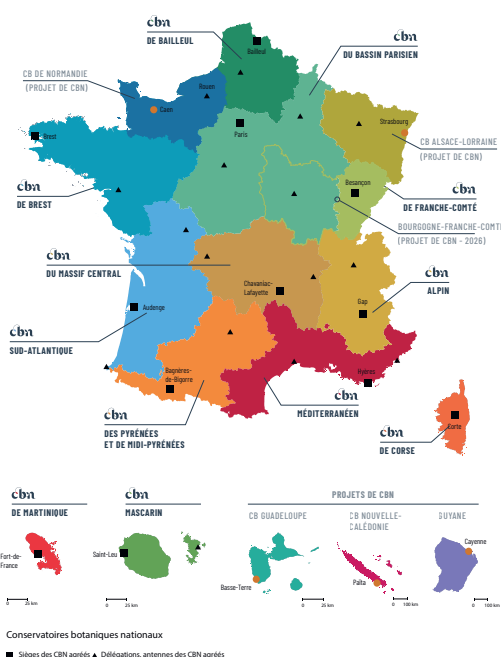 cbn
DE BAILLEUL
Bailleul
cbn
DU BASSIN PARISIEN
CB DE NORMANDIE
(PROJET DE CBN)
Rouen
Caen
Paris
Strasbourg
CB ALSACE-LORRAINE
(PROJET DE CBN)
Brest
cbn
DE BREST
Besançon
cbn
DE FRANCHE-COMTÉ
BOURGOGNE-FRANCHE-COMT
(PROJET DE CBN - 2026)
cbn
DU MASSIF CENTRAL
Chavaniac-
Lafayette
cbn
ALPIN
Gap
Audenge
cbn
SUD-ATLANTIQUE
Bagnères-
de-Bigorre
Hyères
cbn
MÉDITERRANÉEN
cbn
DES PYRÉNÉES
ET DE MIDI-PYRÉNÉES
Corte
cbn
DE CORSE
cbn
DE MARTINIQUE
Fort-de-
France
0 25 km
cbn
MASCARIN
Saint-Leu
0 25 km
PROJETS DE CBN
CB GUADELOUPE
Basse-Terre
0 25 km
CB NOUVELLE-
CALÉDONIE
Païta
0 100 km
GUYANE
Cayenne
0 100 km
Conservatoires botaniques nationaux
Sièges des CBN agréés Délégations, antennes des CBN agréés